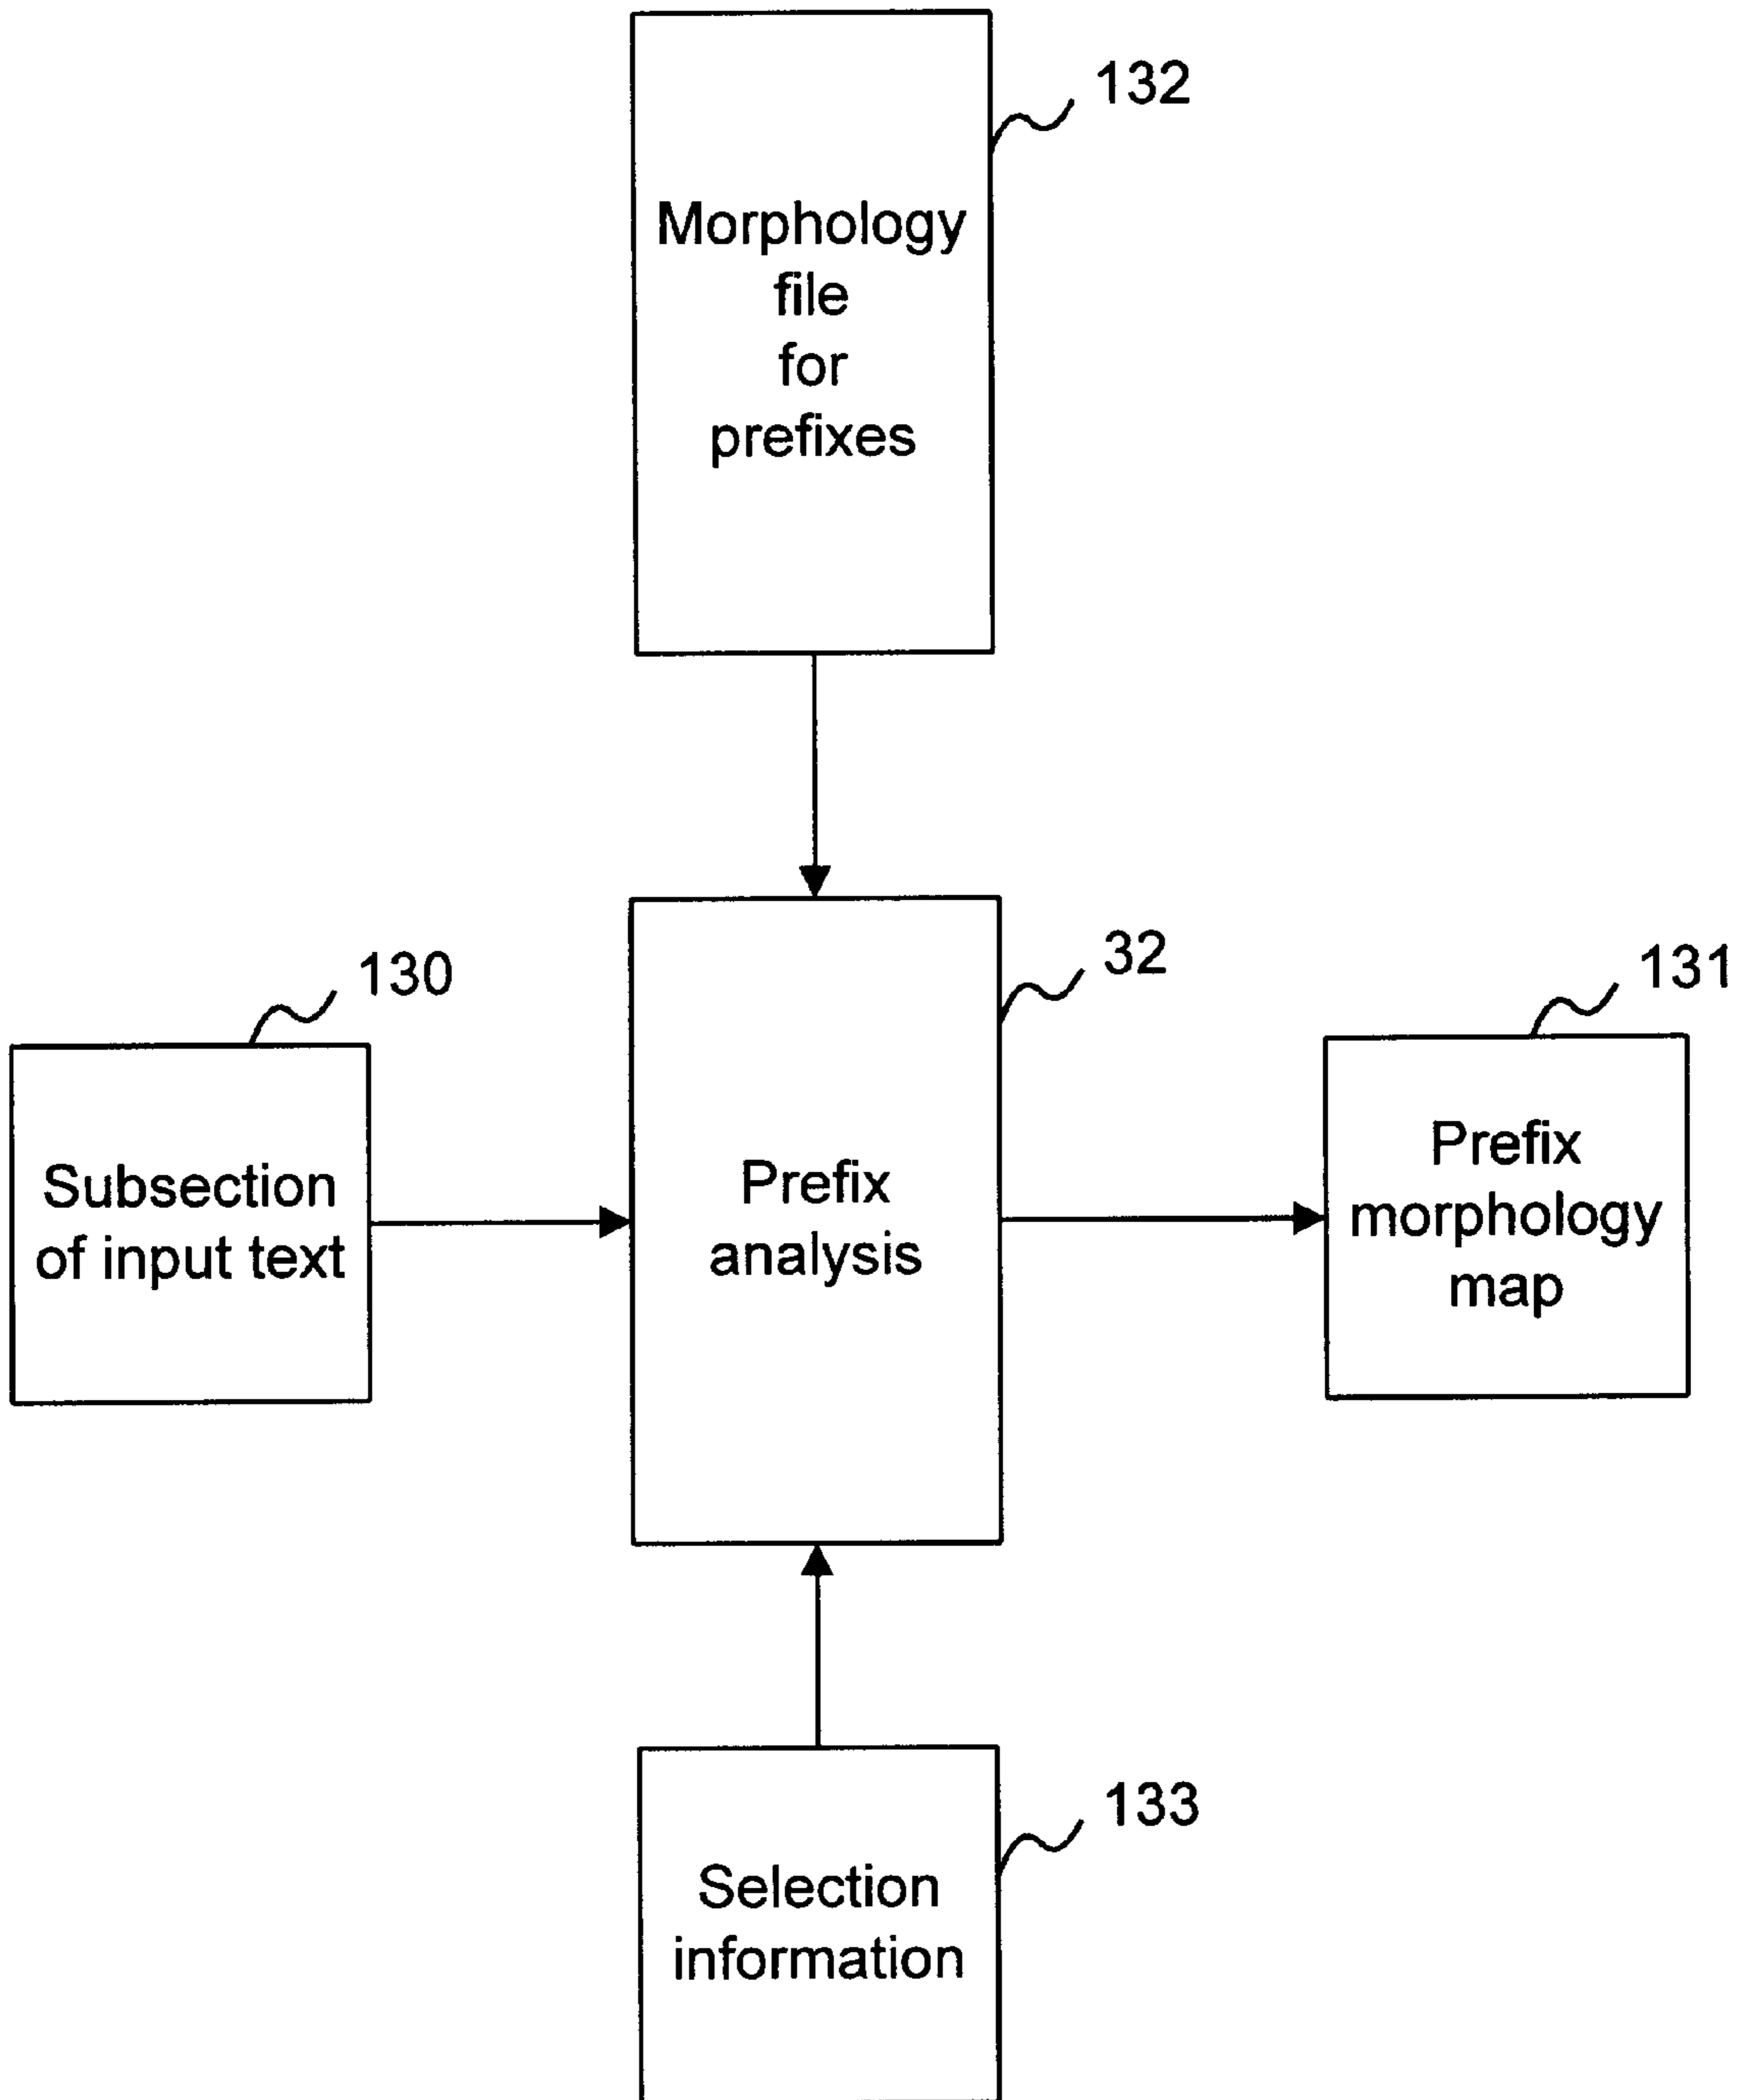 132
Morphology
file
for
prefixes
130
32
131
Subsection
of input text
Prefix
analysis
Prefix
morphology
map
133
Selection
information